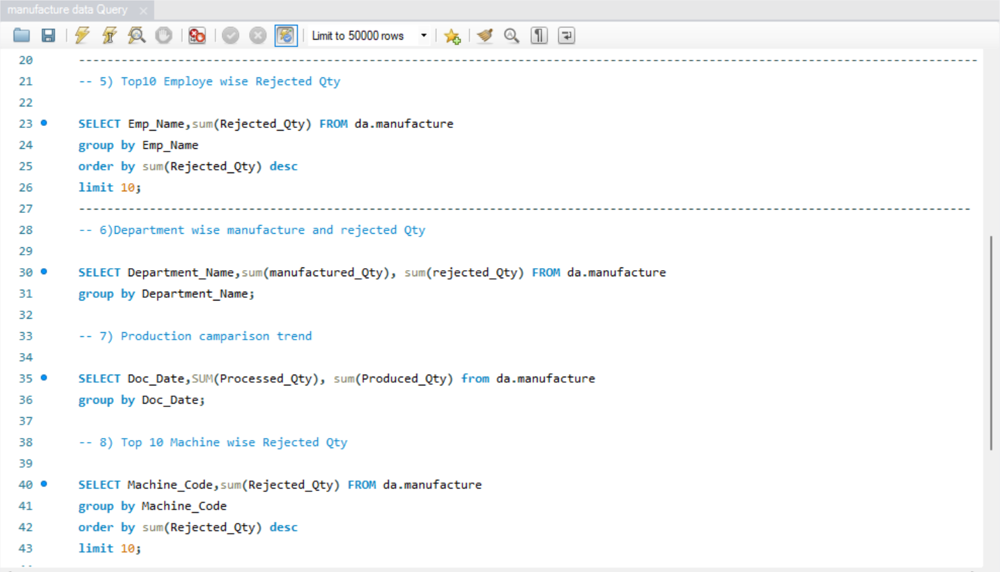 manufacture data Query
Limit to 50000 rows
20 --------------------------------------------------------------------------------------------------------------------------------
21 -- 5) Top10 Employe wise Rejected Qty
22
23 SELECT Emp_Name,sum(Rejected_Qty) FROM da.manufacture
24 group by Emp_Name
25 order by sum(Rejected_Qty) desc
26 limit 10;
27 -------------------------------------------------------------------------------------------------------------------------------
28 -- 6)Department wise manufacture and rejected Qty
29
30 SELECT Department_Name,sum(manufactured_Qty), sum(rejected_Qty) FROM da.manufacture
31 group by Department_Name;
32
33 -- 7) Production camparison trend
34
35 SELECT Doc_Date,SUM(Processed_Qty), sum(Produced_Qty) from da.manufacture
36 group by Doc_Date;
37
38 -- 8) Top 10 Machine wise Rejected Qty
39
40 SELECT Machine_Code,sum(Rejected_Qty) FROM da.manufacture
41 group by Machine_Code
42 order by sum(Rejected_Qty) desc
43 limit 10;